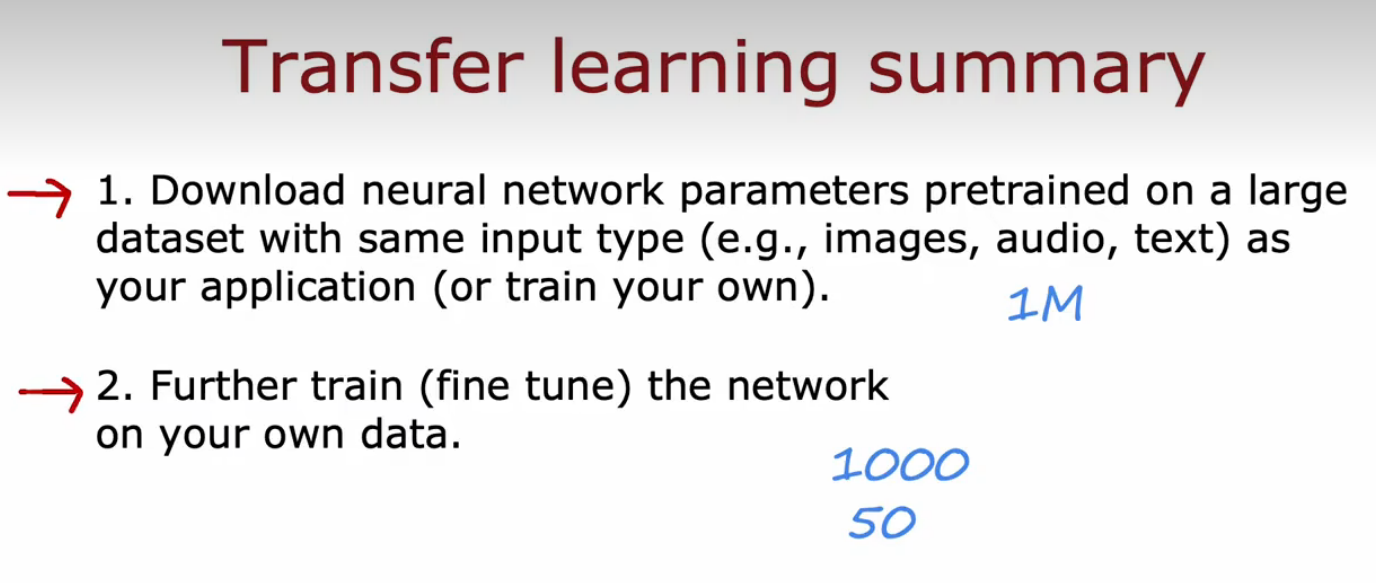 Transfer learning summary
1. Download neural network parameters pretrained on a large
dataset with same input type (e.g., images, audio, text) as
your application (or train your own).
1M
2. Further train (fine tune) the network
on your own data.
1000
50